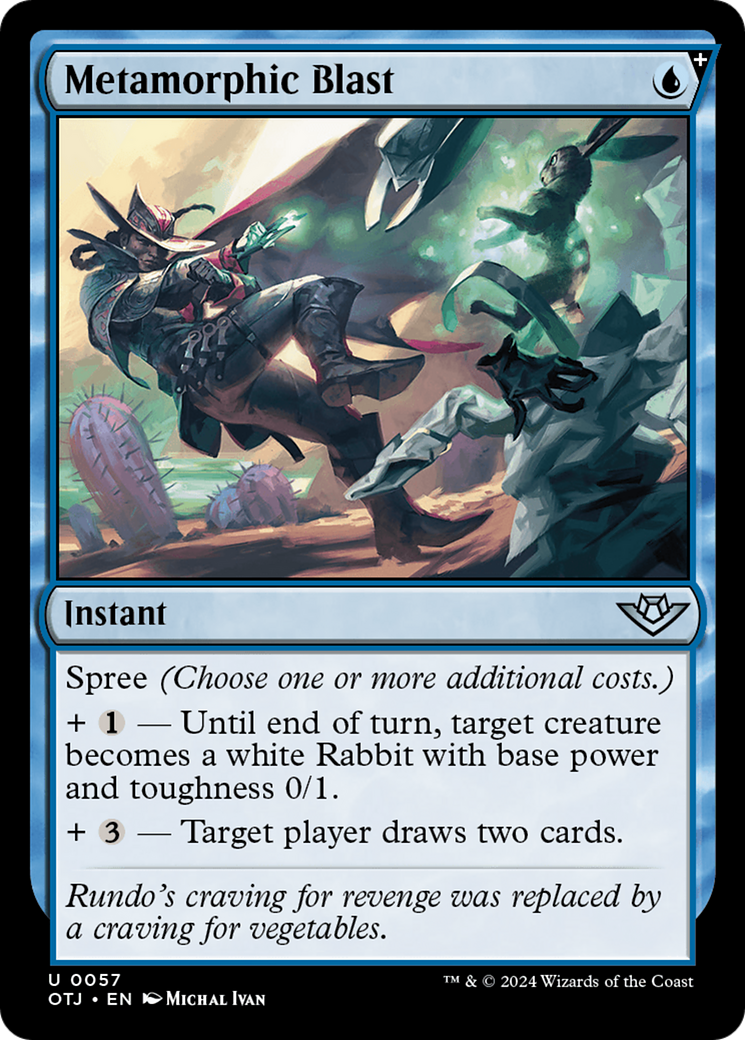 Metamorphic Blast
+
Instant
Spree (Choose one or more additional costs.)
+ 1 — Until end of turn, target creature
becomes a white Rabbit with base power
and toughness 0/1.
+ 3 — Target player draws two cards.
Rundo's craving for revenge was replaced by
a craving for vegetables.
U 0057
OTJ • EN Michal Ivan
™ & © 2024 Wizards of the Coast